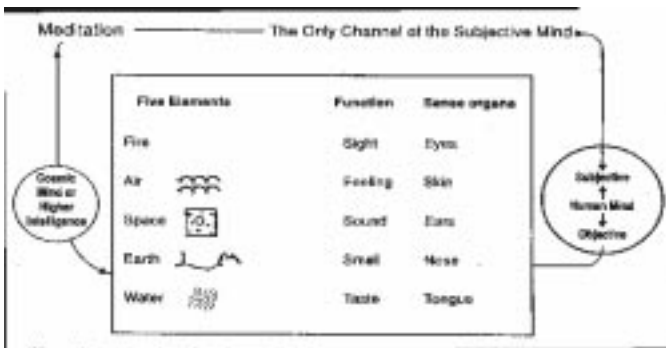 Meditation The Only Channel of the Subjective Mind
Five Elements Function Sense organs
Fire Sight Eyes
Air Feeling Skin
Space Sound Ears
Earth Smell Nose
Water Taste Tongue
Cosmic
Mind or
Higher
Intelligence
Subjective
Human Mind
Objective